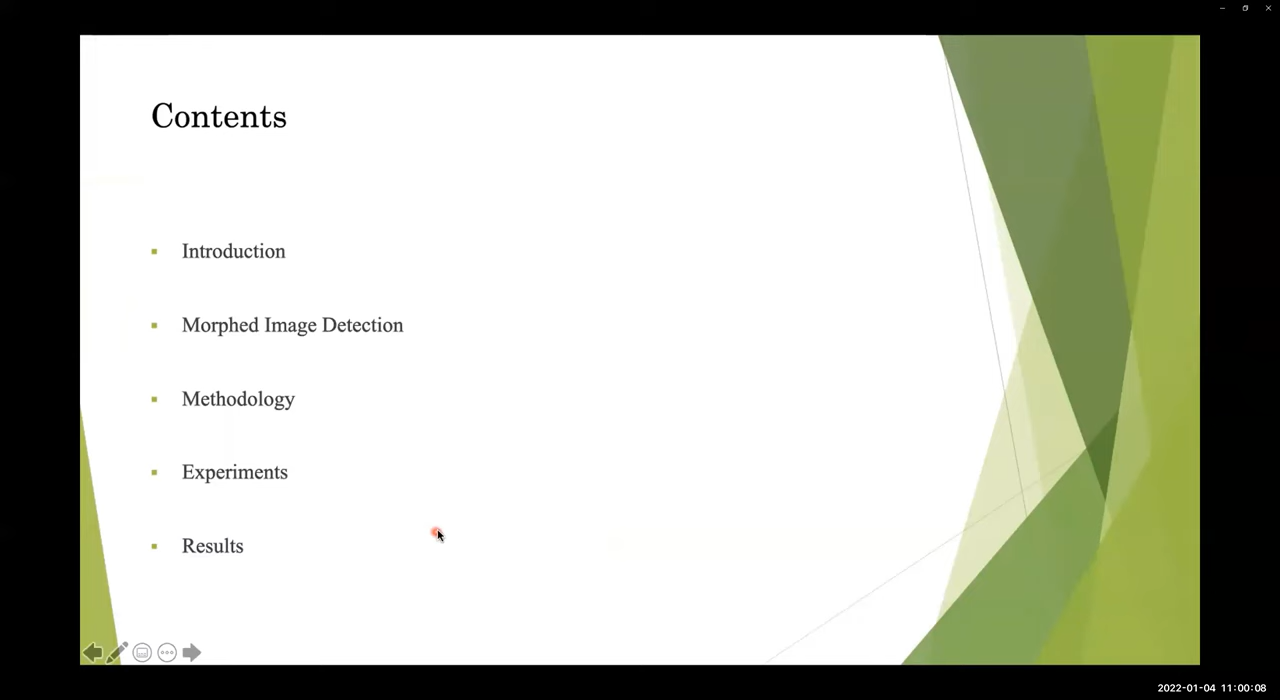 Contents
Introduction
Morphed Image Detection
Methodology
Experiments
Results
2022-01-04 11:00:08